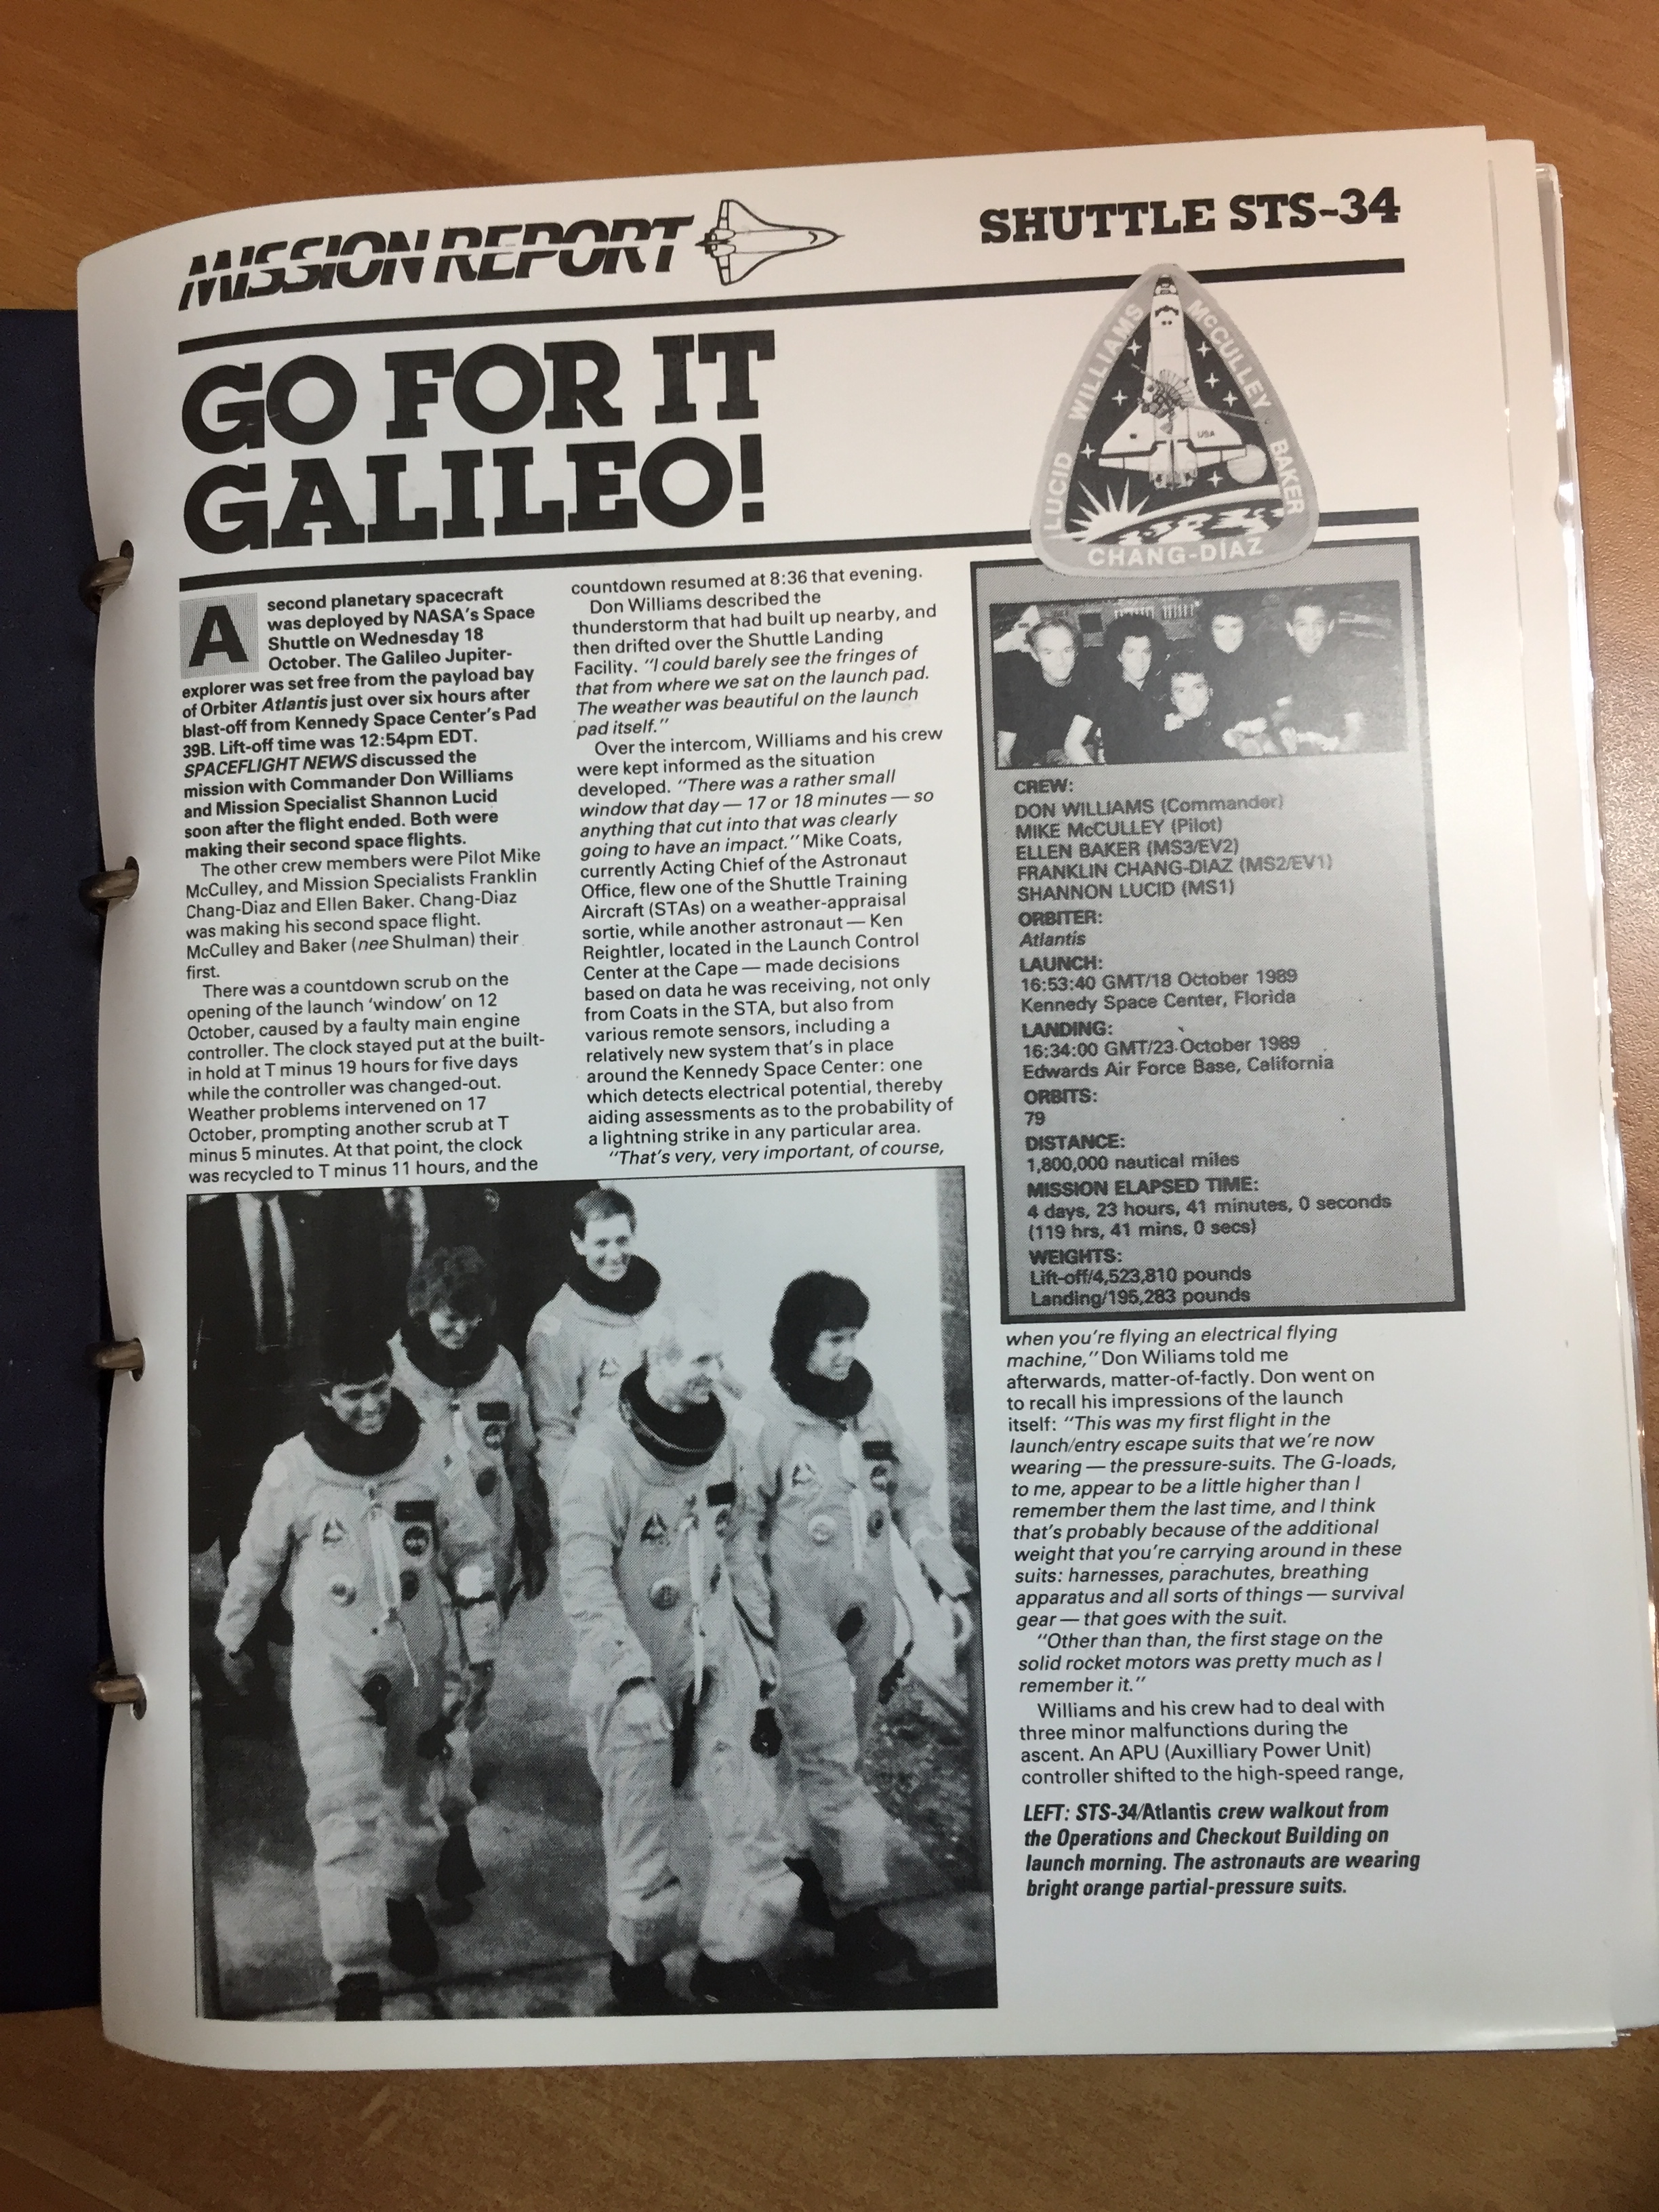 MISSION REPORT
SHUTTLE STS-34
GO FOR IT
GALILEO!
WILLIAMS
McCULLEY
LUCID
BAKER
CHANG-DÍAZ
USA
A second planetary spacecraft
was deployed by NASA's Space
Shuttle on Wednesday 18
October. The Galileo Jupiter-
explorer was set free from the payload bay
of Orbiter Atlantis just over six hours after
blast-off from Kennedy Space Center's Pad
39B. Lift-off time was 12:54pm EDT.
SPACEFLIGHT NEWS discussed the
mission with Commander Don Williams
and Mission Specialist Shannon Lucid
soon after the flight ended. Both were
making their second space flights.
The other crew members were Pilot Mike
McCulley, and Mission Specialists Franklin
Chang-Diaz and Ellen Baker. Chang-Diaz
was making his second space flight.
McCulley and Baker (nee Shulman) their
first.
There was a countdown scrub on the
opening of the launch 'window' on 12
October, caused by a faulty main engine
controller. The clock stayed put at the built-
in hold at T minus 19 hours for five days
while the controller was changed-out.
Weather problems intervened on 17
October, prompting another scrub at T
minus 5 minutes. At that point, the clock
was recycled to T minus 11 hours, and the
countdown resumed at 8:36 that evening.
Don Williams described the
thunderstorm that had built up nearby, and
then drifted over the Shuttle Landing
Facility. "I could barely see the fringes of
that from where we sat on the launch pad.
The weather was beautiful on the launch
pad itself."
Over the intercom, Williams and his crew
were kept informed as the situation
developed. "There was a rather small
window that day — 17 or 18 minutes — so
anything that cut into that was clearly
going to have an impact." Mike Coats,
currently Acting Chief of the Astronaut
Office, flew one of the Shuttle Training
Aircraft (STAs) on a weather-appraisal
sortie, while another astronaut — Ken
Reightler, located in the Launch Control
Center at the Cape — made decisions
based on data he was receiving, not only
from Coats in the STA, but also from
various remote sensors, including a
relatively new system that's in place
around the Kennedy Space Center: one
which detects electrical potential, thereby
aiding assessments as to the probability of
a lightning strike in any particular area.
"That's very, very important, of course,
CREW:
DON WILLIAMS (Commander)
MIKE McCULLEY (Pilot)
ELLEN BAKER (MS3/EV2)
FRANKLIN CHANG-DIAZ (MS2/EV1)
SHANNON LUCID (MS1)
ORBITER:
Atlantis
LAUNCH:
16:53:40 GMT/18 October 1989
Kennedy Space Center, Florida
LANDING:
16:34:00 GMT/23 October 1989
Edwards Air Force Base, California
ORBITS:
79
DISTANCE:
1,800,000 nautical miles
MISSION ELAPSED TIME:
4 days, 23 hours, 41 minutes, 0 seconds
(119 hrs, 41 mins, 0 secs)
WEIGHTS:
Lift-off/4,523,810 pounds
Landing/195,283 pounds
when you're flying an electrical flying
machine," Don Wiliams told me
afterwards, matter-of-factly. Don went on
to recall his impressions of the launch
itself: "This was my first flight in the
launch/entry escape suits that we're now
wearing — the pressure-suits. The G-loads,
to me, appear to be a little higher than I
remember them the last time, and I think
that's probably because of the additional
weight that you're carrying around in these
suits: harnesses, parachutes, breathing
apparatus and all sorts of things — survival
gear — that goes with the suit.
"Other than than, the first stage on the
solid rocket motors was pretty much as I
remember it."
Williams and his crew had to deal with
three minor malfunctions during the
ascent. An APU (Auxilliary Power Unit)
controller shifted to the high-speed range,
LEFT: STS-34/Atlantis crew walkout from
the Operations and Checkout Building on
launch morning. The astronauts are wearing
bright orange partial-pressure suits.